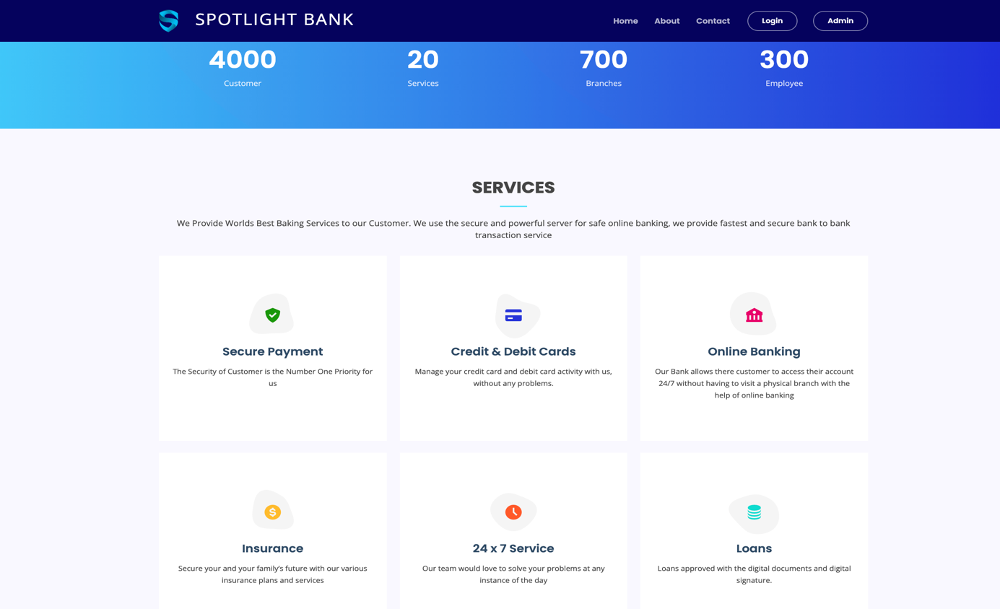 SPOTLIGHT BANK
Home About Contact Login Admin
4000 20 700 300
Customer Services Branches Employee
SERVICES
We Provide Worlds Best Baking Services to our Customer. We use the secure and powerful server for safe online banking, we provide fastest and secure bank to bank
transaction service
Secure Payment
The Security of Customer is the Number One Priority for
us
Credit & Debit Cards
Manage your credit card and debit card activity with us,
without any problems.
Online Banking
Our Bank allows there customer to access their account
24/7 without having to visit a physical branch with the
help of online banking
Insurance
Secure your and your family's future with our various
insurance plans and services
24 x 7 Service
Our team would love to solve your problems at any
instance of the day
Loans
Loans approved with the digital documents and digital
signature.